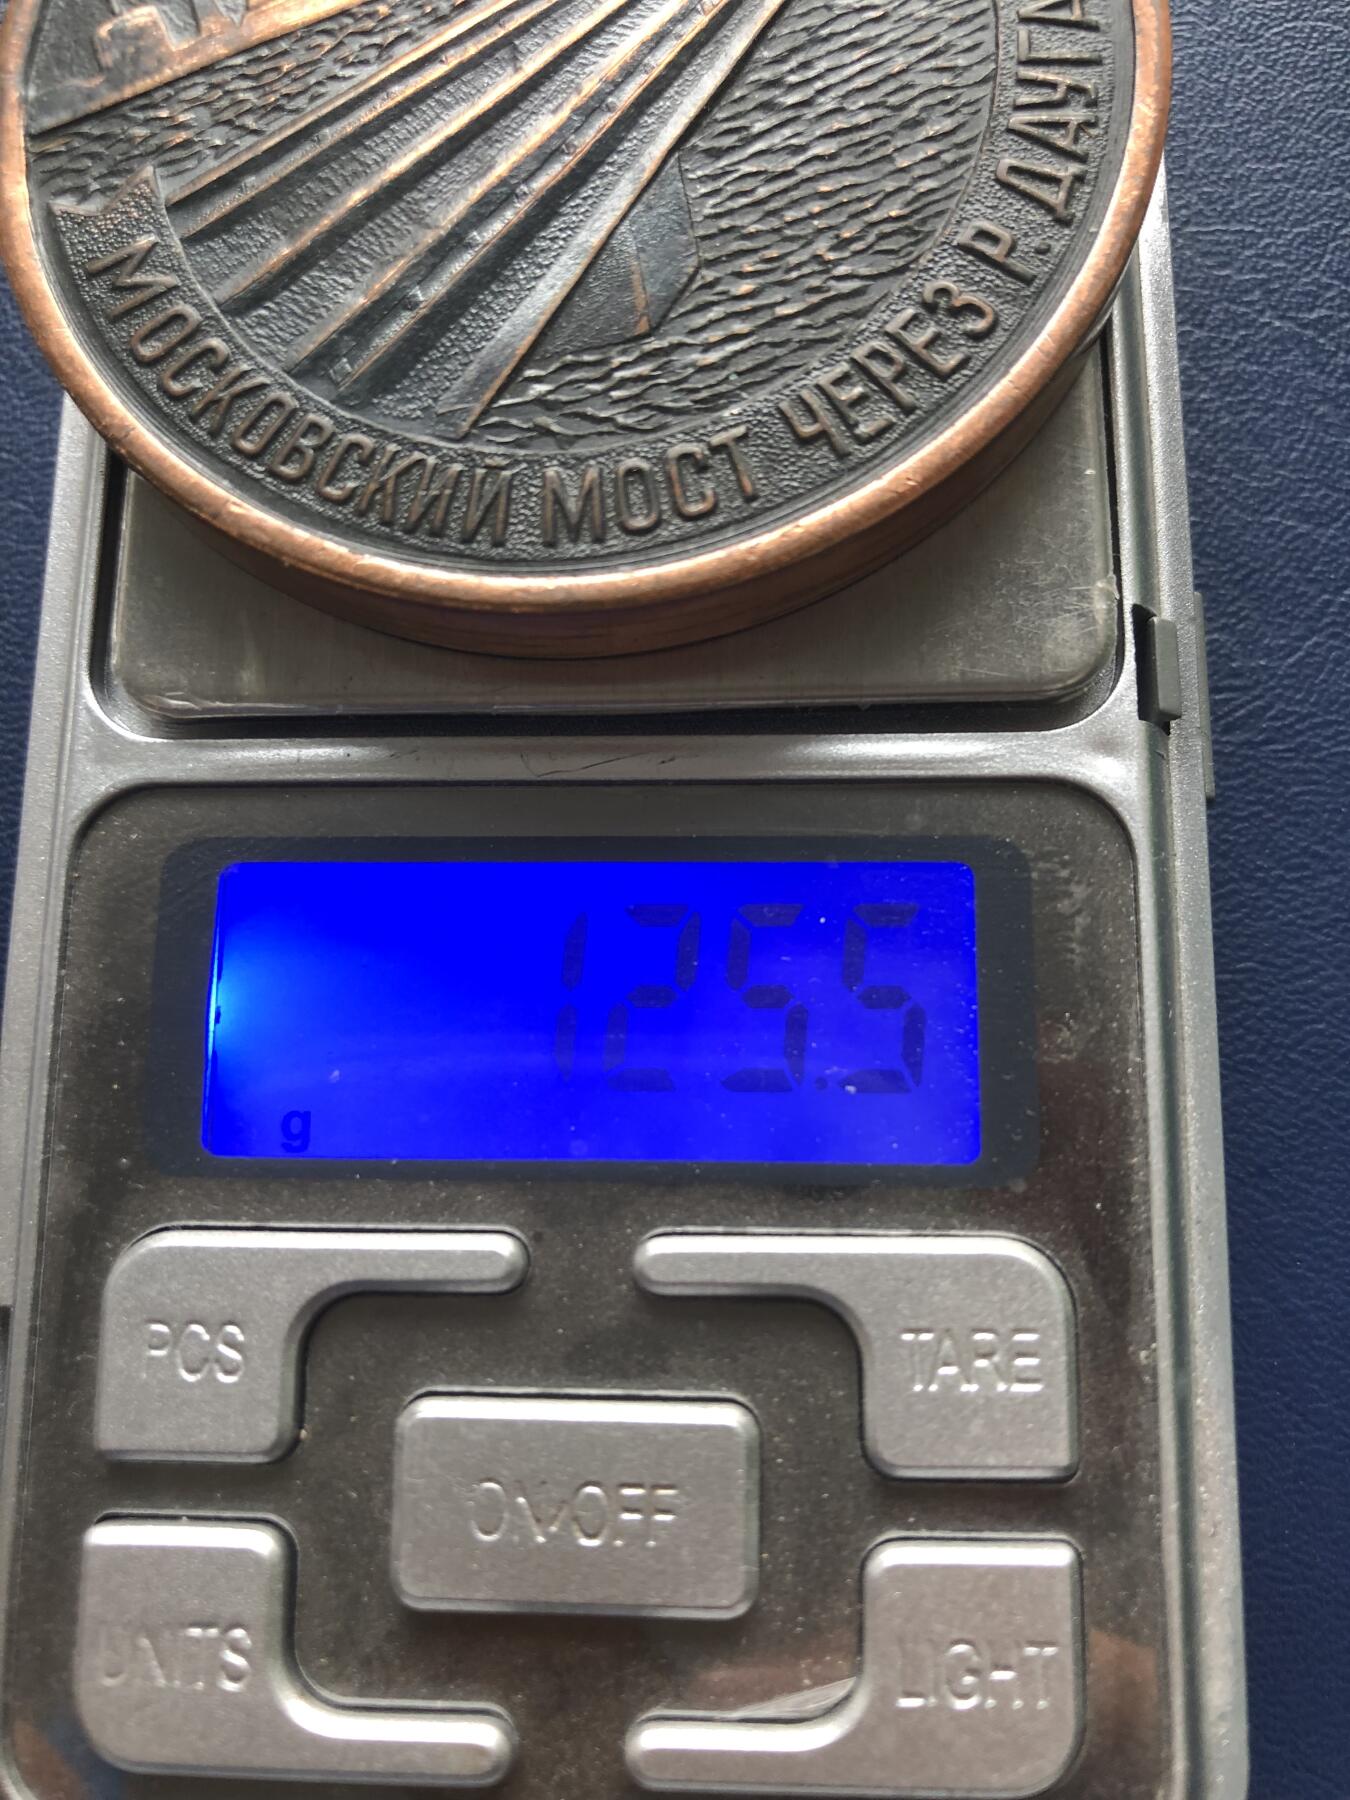 МОСКОВСКИЙ МОСТ ЧЕРЕЗ Р. ДАУГА
125.5
g
PCS
TARE
ON/OFF
UNITS
LIGHT